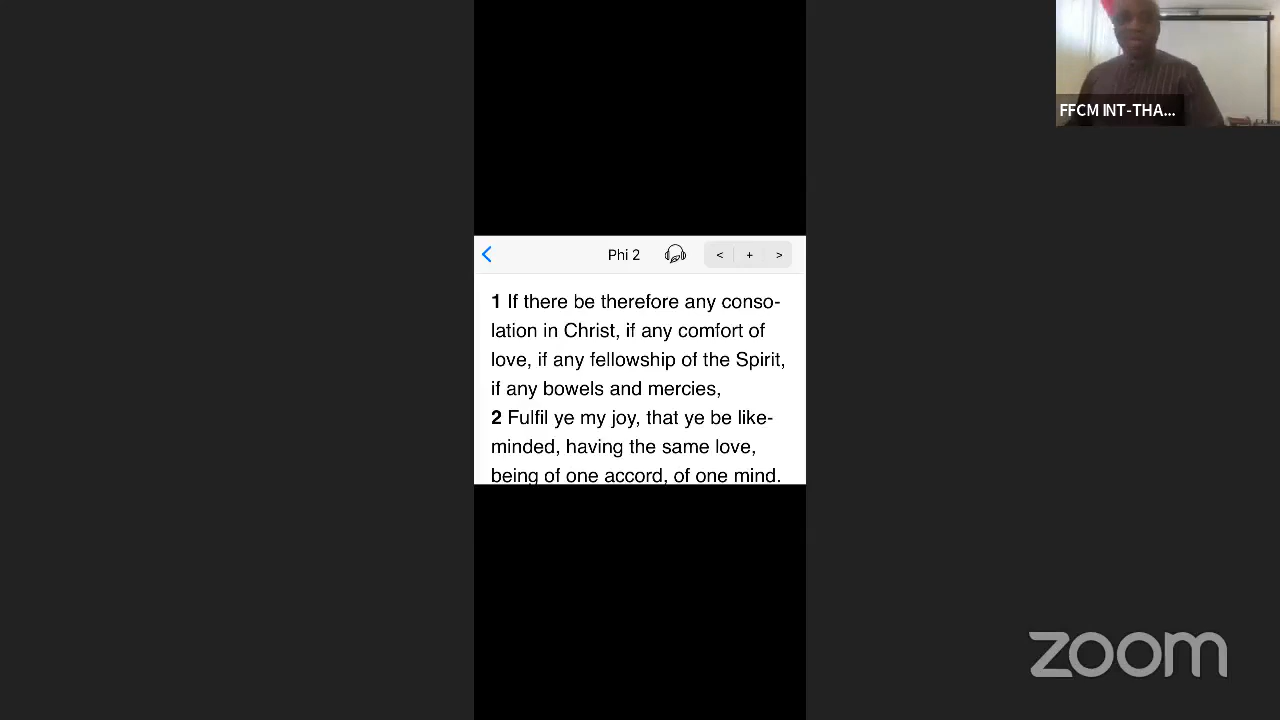 FFCM INT-THA...
Phi 2
< + >
1 If there be therefore any conso-
lation in Christ, if any comfort of
love, if any fellowship of the Spirit,
if any bowels and mercies,
2 Fulfil ye my joy, that ye be like-
minded, having the same love,
being of one accord, of one mind.
zoom